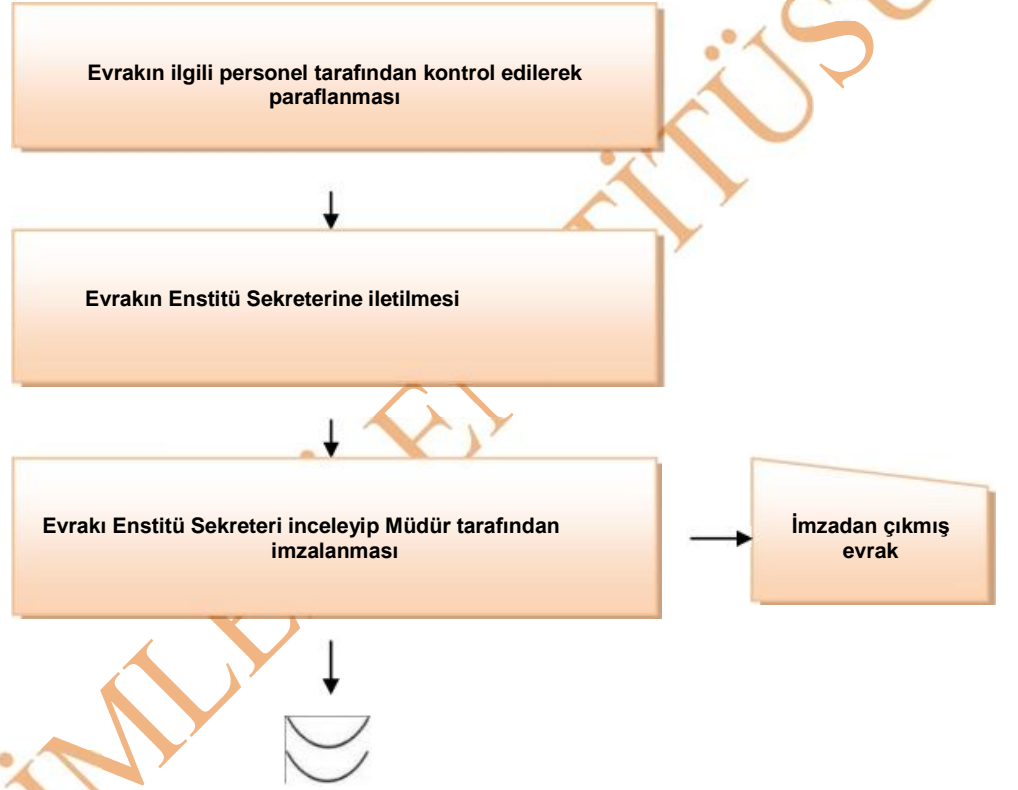 Evrakın ilgili personel tarafından kontrol edilerek
paraflanması
Evrakın Enstitü Sekreterine iletilmesi
Evrakı Enstitü Sekreteri inceleyip Müdür tarafından
imzalanması
İmzadan çıkmış
evrak